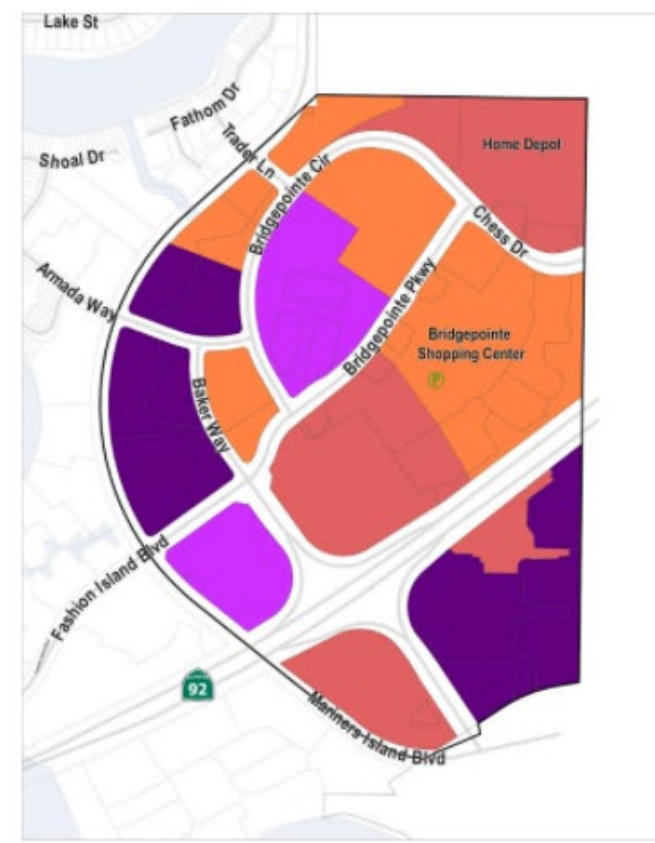 Lake St
Fathom Dr
Trader Ln
Shoal Dr
Home Depot
Bridgepointe Cir
Chess Dr
Armada Way
Bridgepointe Pkwy
Bridgepointe
Shopping Center
P
Baker Way
Fashion Island Blvd
92
Mariners Island Blvd